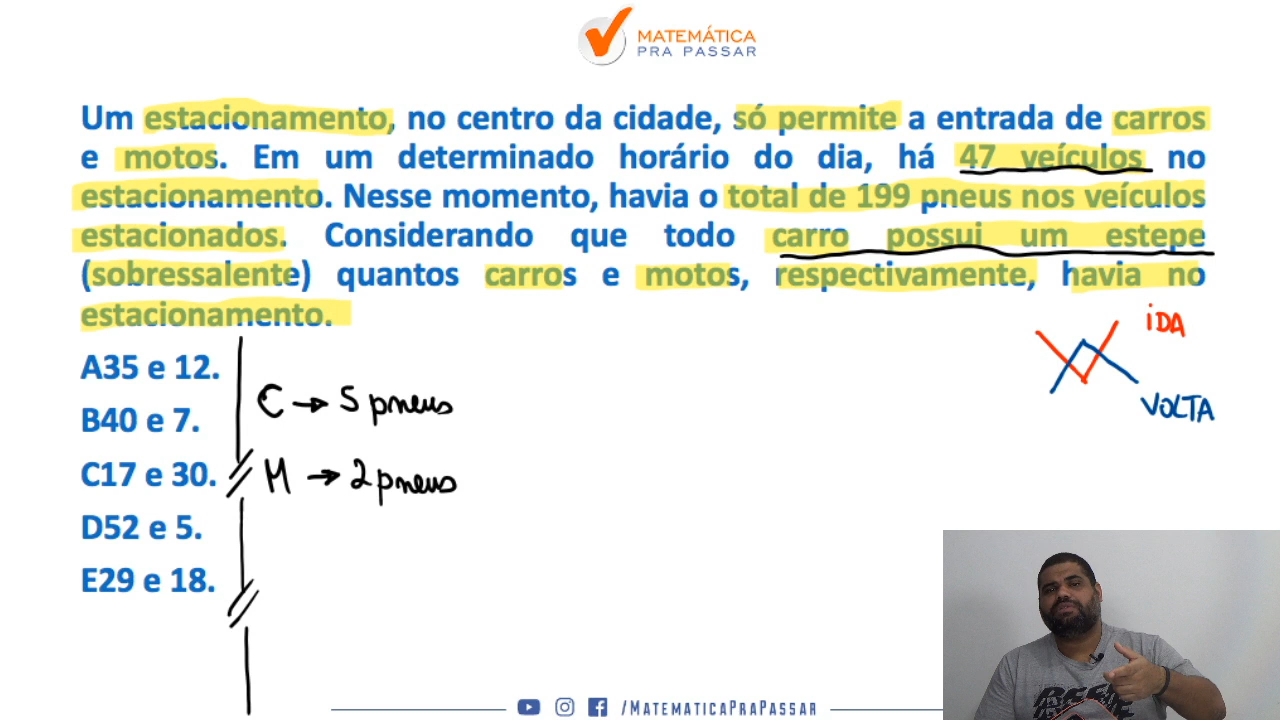 MATEMÁTICA
PRA PASSAR
Um estacionamento, no centro da cidade, só permite a entrada de carros
e motos. Em um determinado horário do dia, há 47 veículos no
estacionamento. Nesse momento, havia o total de 199 pneus nos veículos
estacionados. Considerando que todo carro possui um estepe
(sobressalente) quantos carros e motos, respectivamente, havia no
estacionamento.
A35 e 12.
B40 e 7.
C17 e 30.
D52 e 5.
E29 e 18.
C → 5 pneus
M → 2 pneus
iDA
VOLTA
/MATEMATICAPRAPASSAR